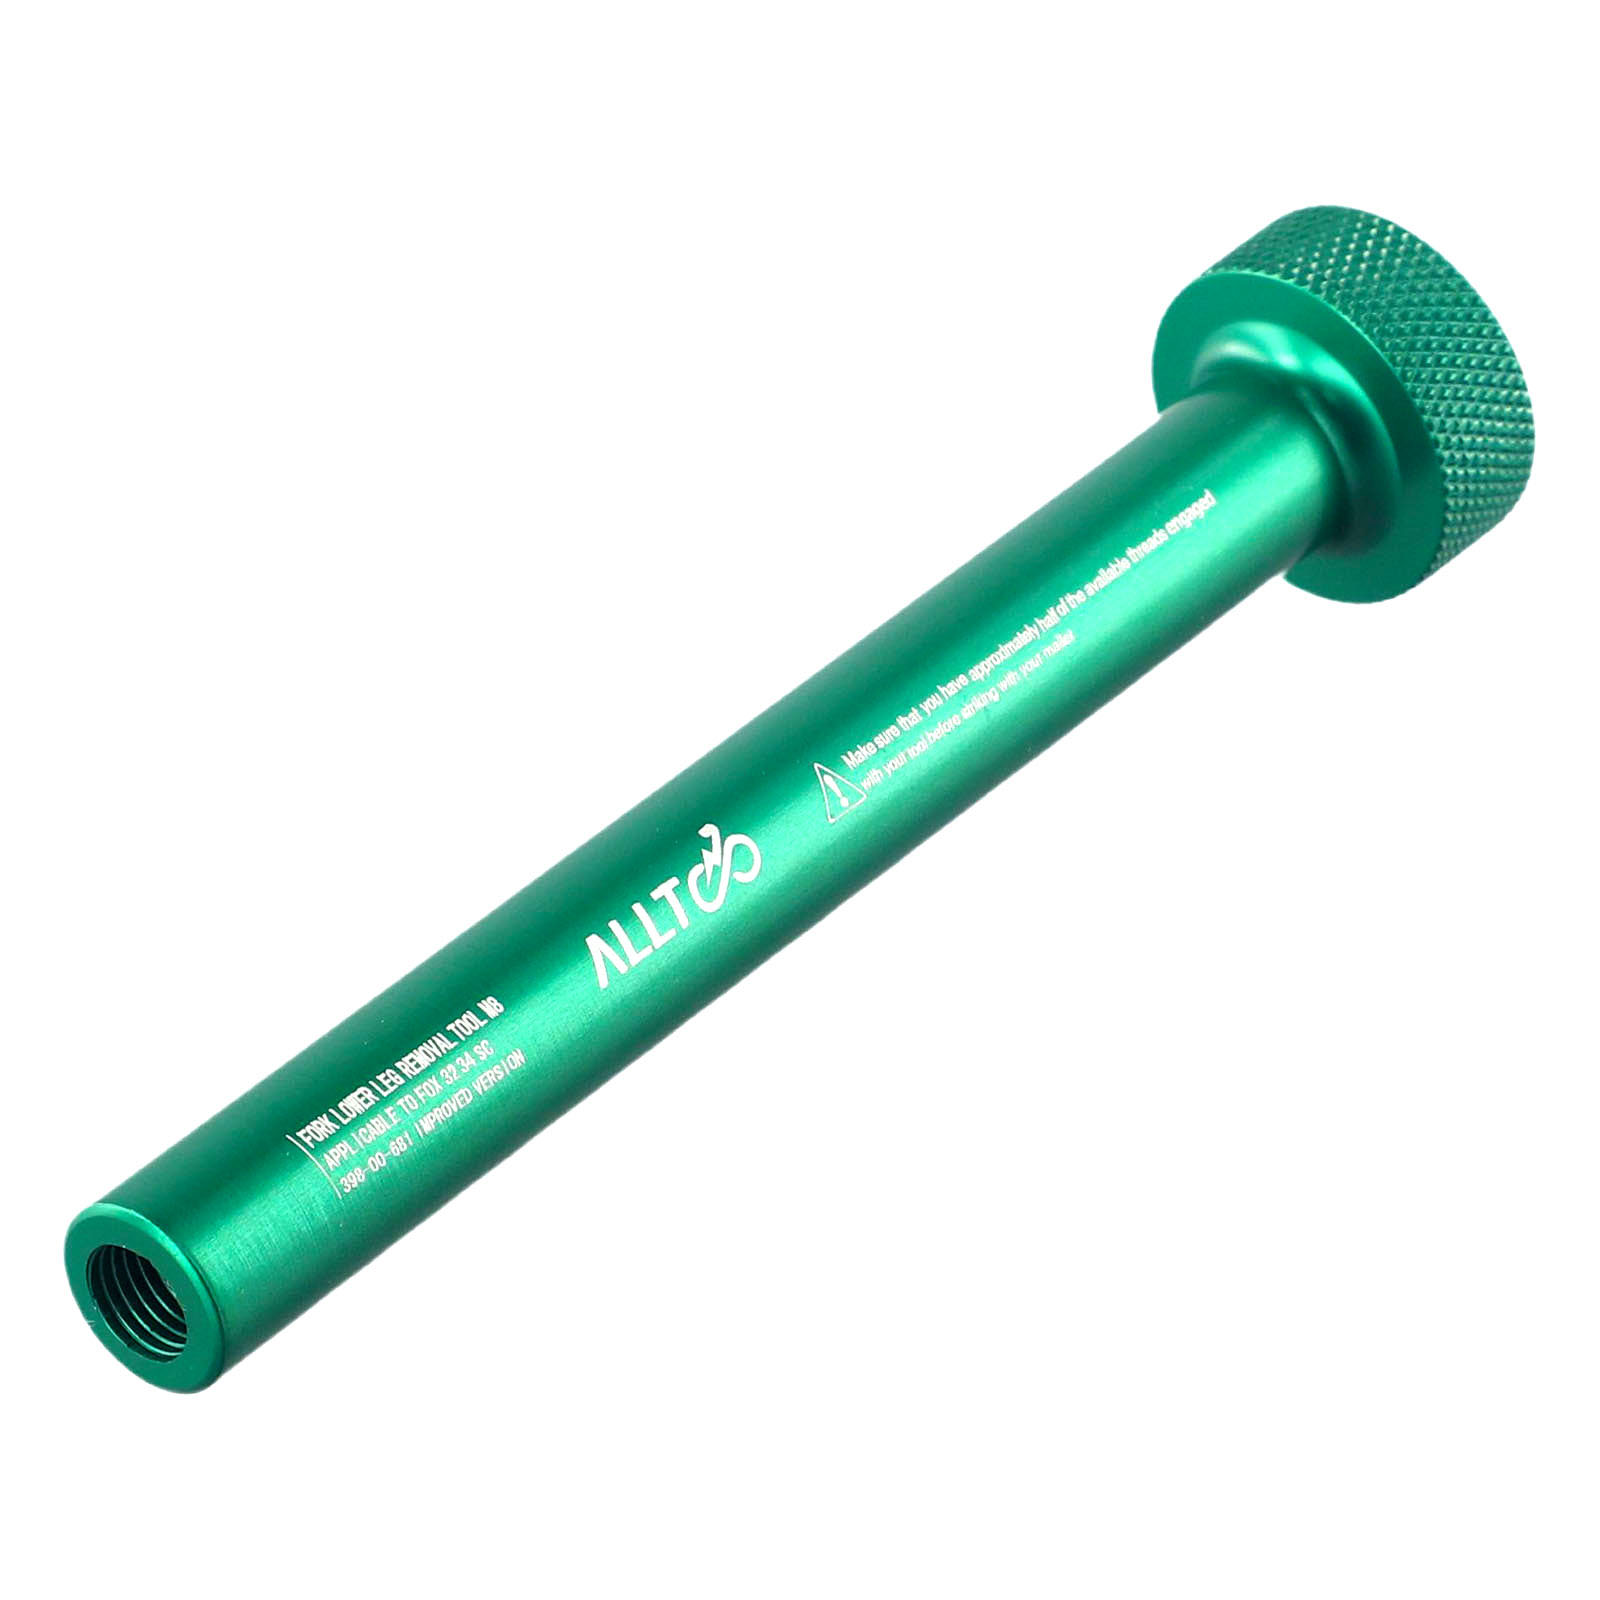 Make sure that you have approximately half of the available threads engaged
with your tool before striking with your mallet
ALLTOS
FORK LOWER LEG REMOVAL TOOL M8
APPLICABLE TO FOX 32 34 SC
398-00-681 IMPROVED VERSION